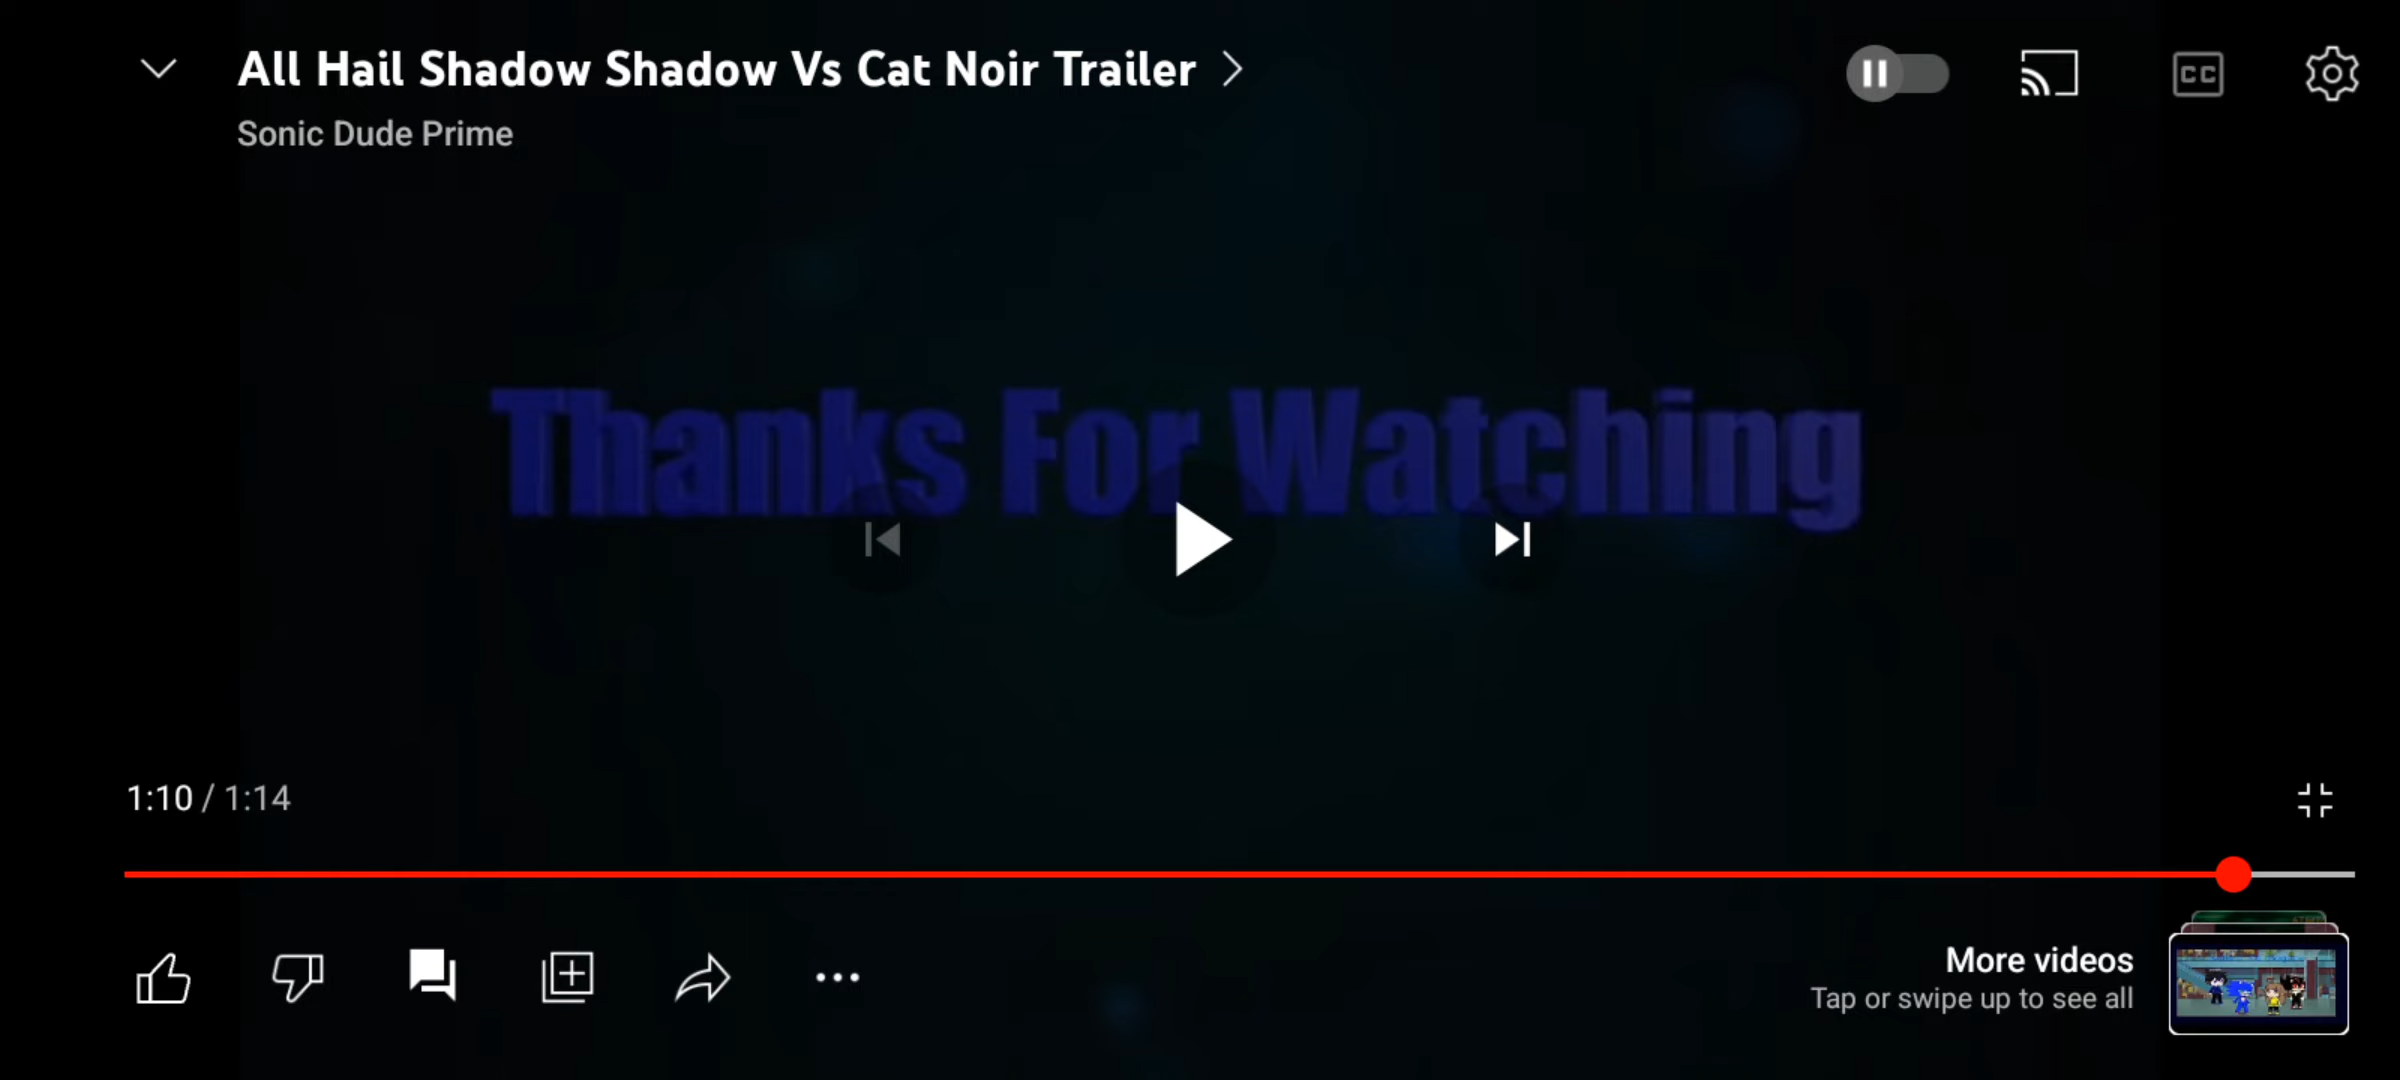 All Hail Shadow Shadow Vs Cat Noir Trailer
Sonic Dude Prime
CC
Thanks For Watching
1:10 / 1:14
More videos
Tap or swipe up to see all